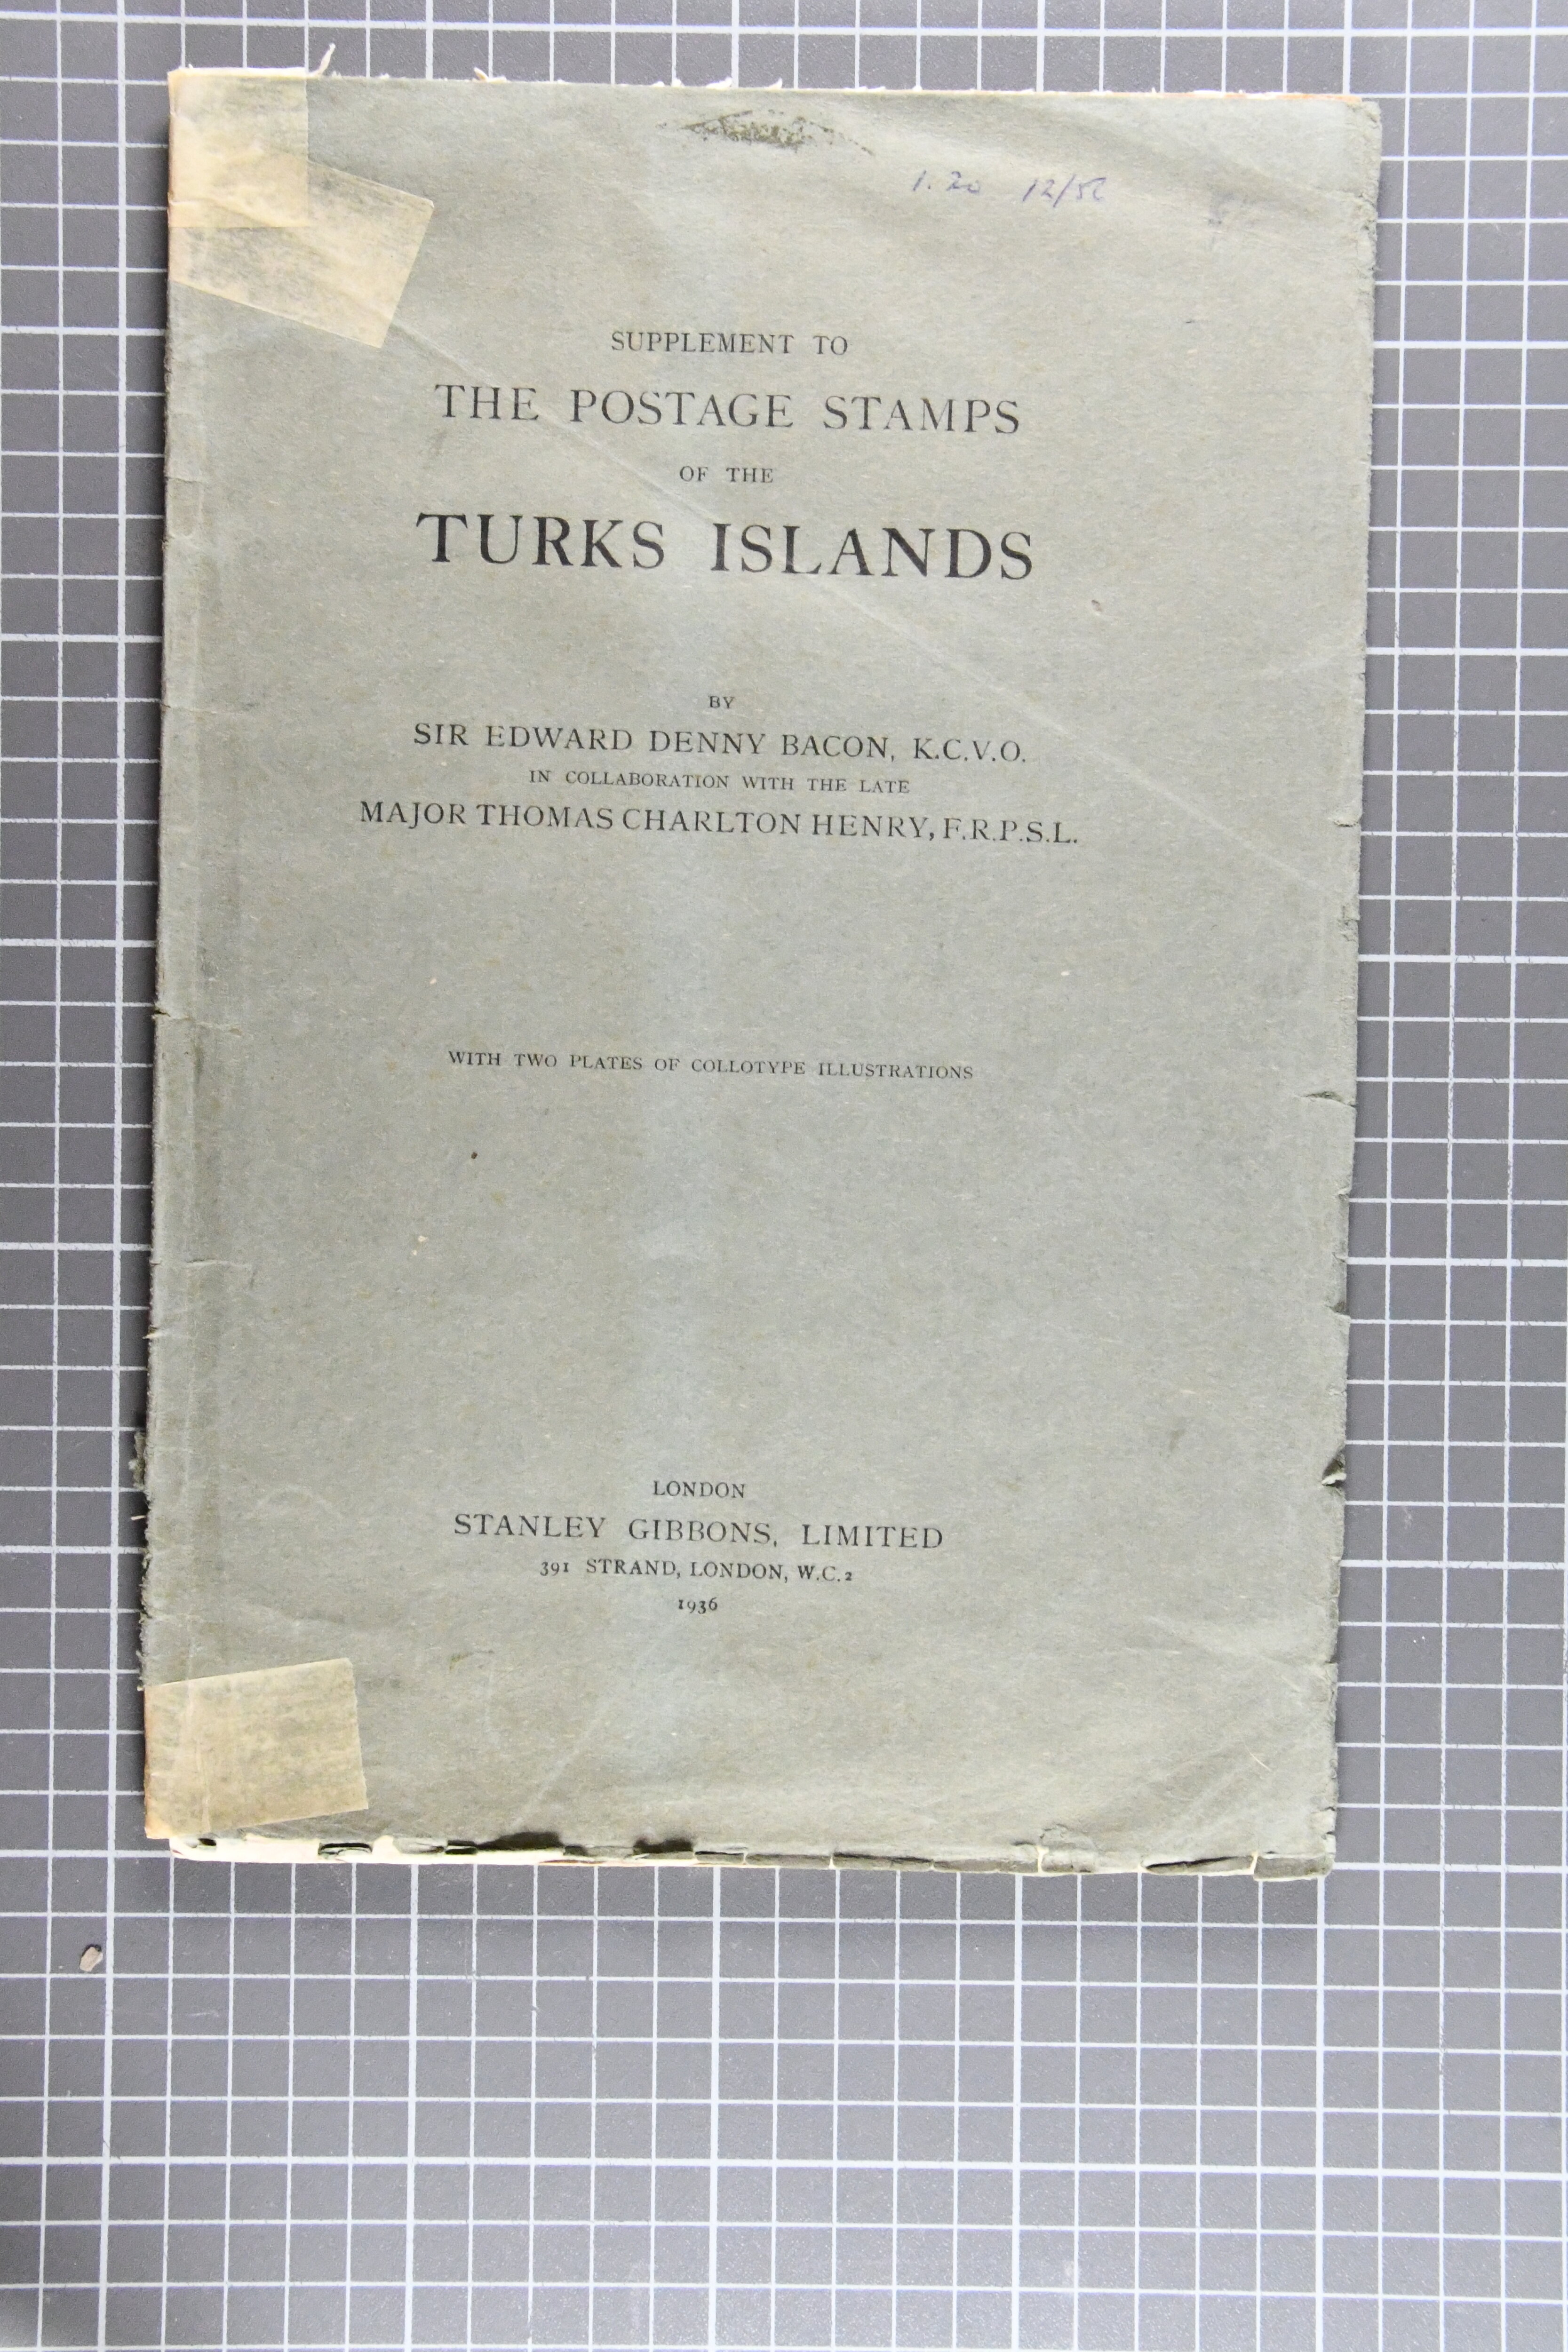 1.20 12/56
SUPPLEMENT TO
THE POSTAGE STAMPS
OF THE
TURKS ISLANDS
BY
SIR EDWARD DENNY BACON, K.C.V.O.
IN COLLABORATION WITH THE LATE
MAJOR THOMAS CHARLTON HENRY, F.R.P.S.L.
WITH TWO PLATES OF COLLOTYPE ILLUSTRATIONS
LONDON
STANLEY GIBBONS, LIMITED
391 STRAND, LONDON, W.C.2
1936